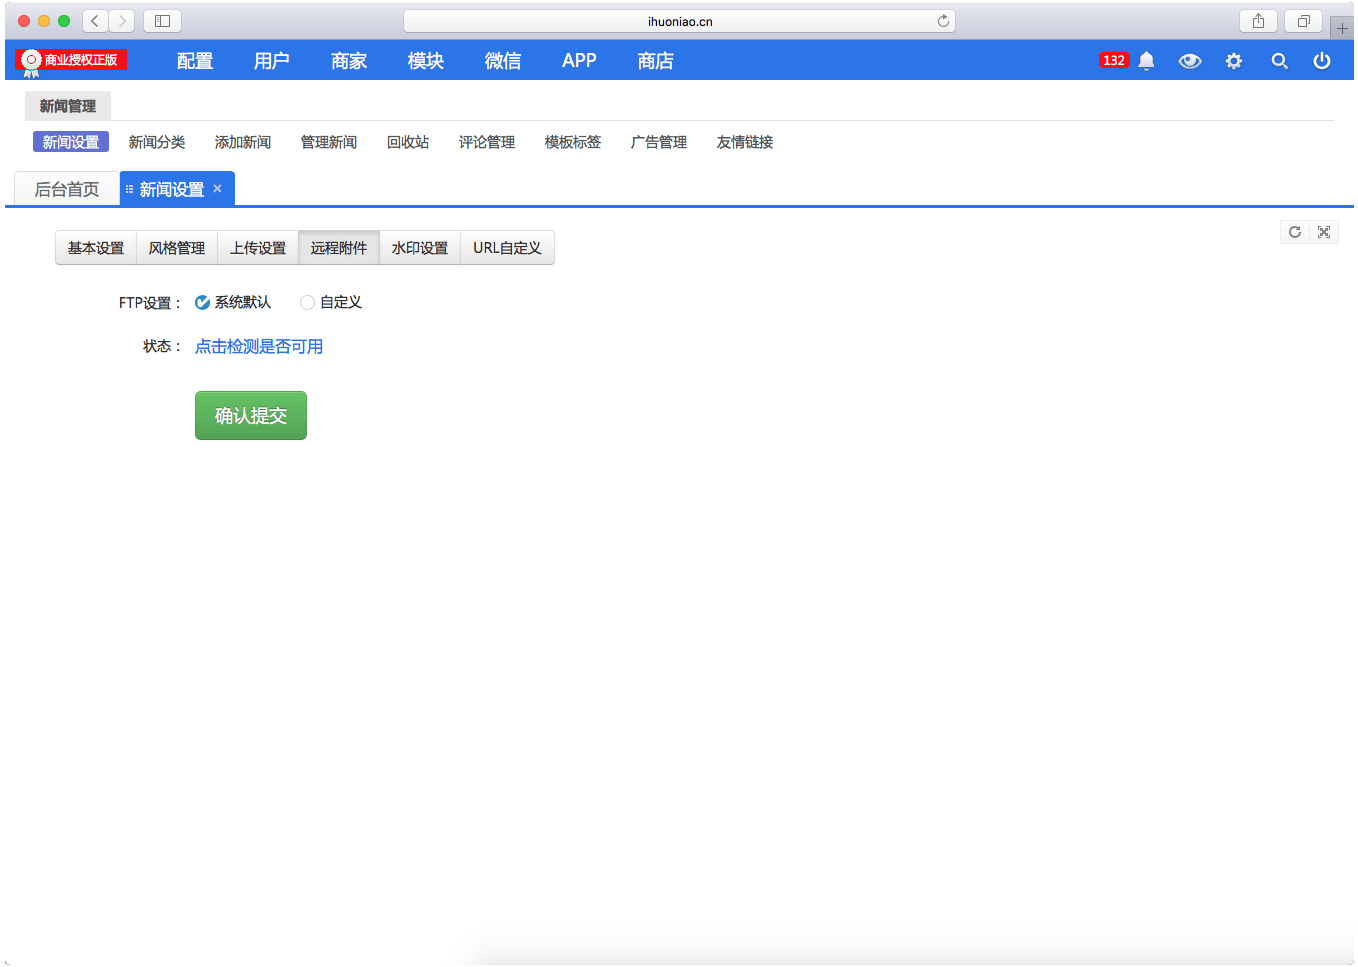 ihuoniao.cn
商业授权正版 配置 用户 商家 模块 微信 APP 商店 132
新闻管理
新闻设置 新闻分类 添加新闻 管理新闻 回收站 评论管理 模板标签 广告管理 友情链接
后台首页 新闻设置 ×
基本设置 风格管理 上传设置 远程附件 水印设置 URL自定义
FTP设置： 系统默认 自定义
状态： 点击检测是否可用
确认提交